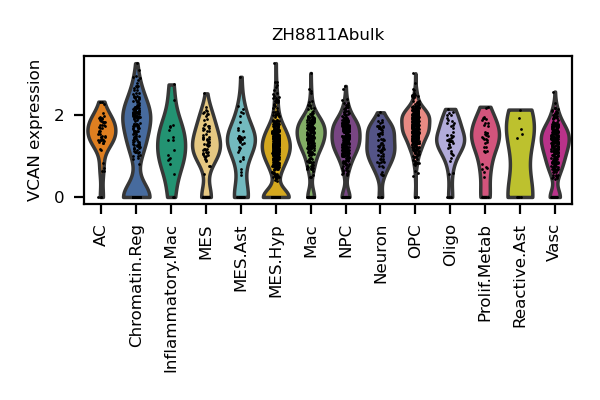 ZH8811Abulk
VCAN expression
2
0
AC
Chromatin.Reg
Inflammatory.Mac
MES
MES.Ast
MES.Hyp
Mac
NPC
Neuron
OPC
Oligo
Prolif.Metab
Reactive.Ast
Vasc